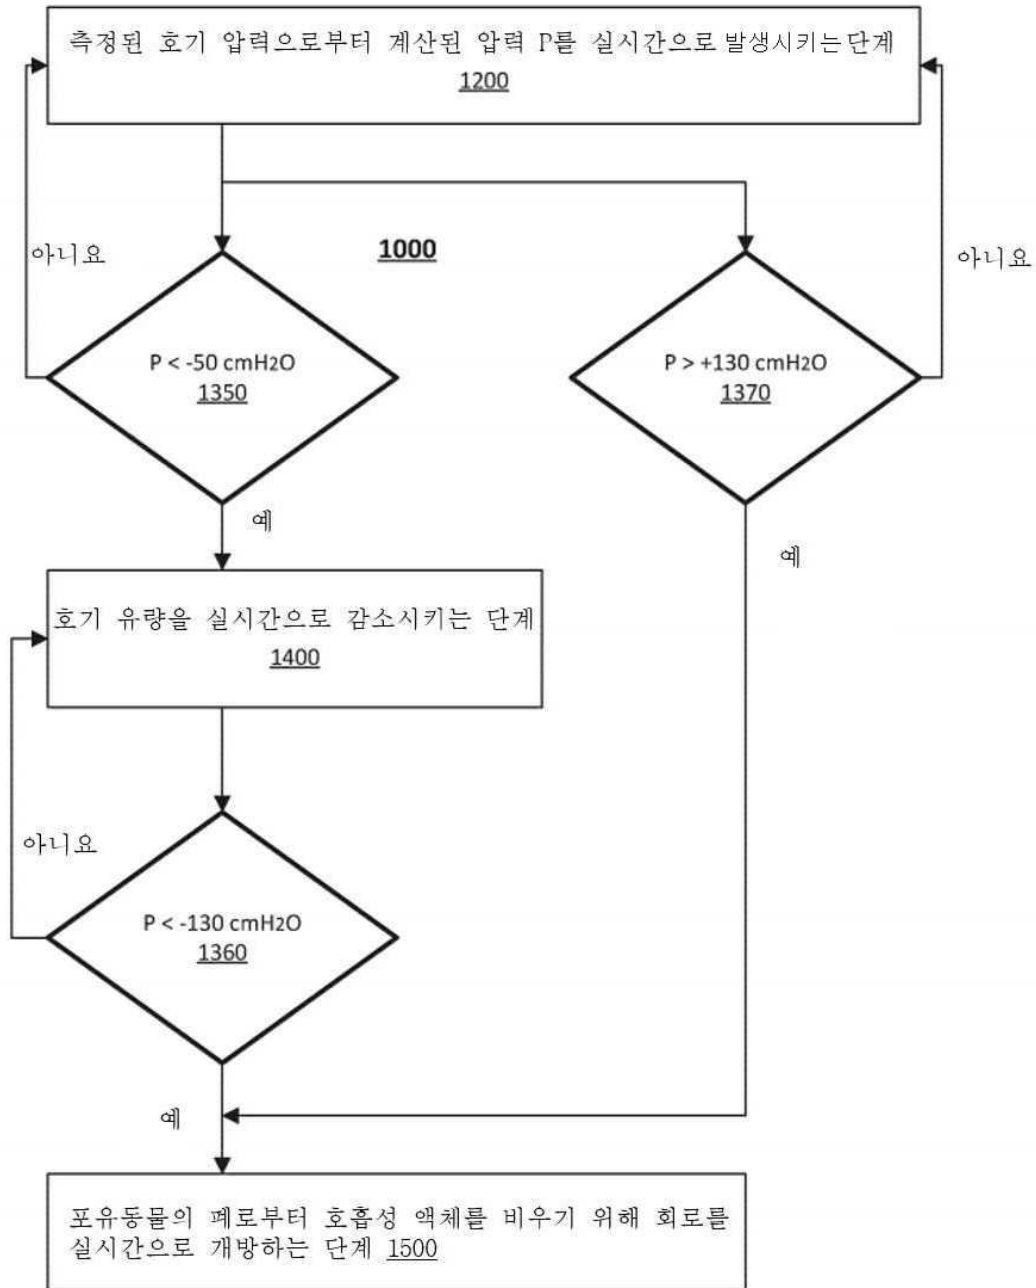 측정된 호기 압력으로부터 계산된 압력 P를 실시간으로 발생시키는단계
1200
아니요
1000
아니요
P < -50 cmH2O
1350
P > +130 cmH2O
1370
예
예
호기 유량을 실시간으로 감소시키는 단계
1400
아니요
P < -130 cmH2O
1360
예
포유동물의 폐로부터 호흡성 액체를 비우기 위해 회로를
실시간으로 개방하는 단계 1500